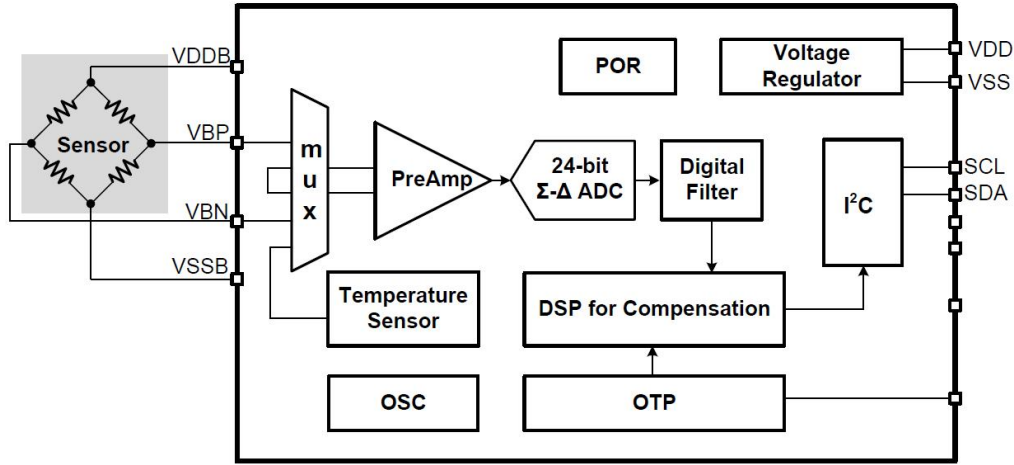 VDDB
POR
Voltage
Regulator
VDD
VSS
Sensor
VBP
m
u
x
PreAmp
24-bit
Σ-Δ ADC
Digital
Filter
I²C
SCL
SDA
VBN
VSSB
Temperature
Sensor
DSP for Compensation
OSC
OTP